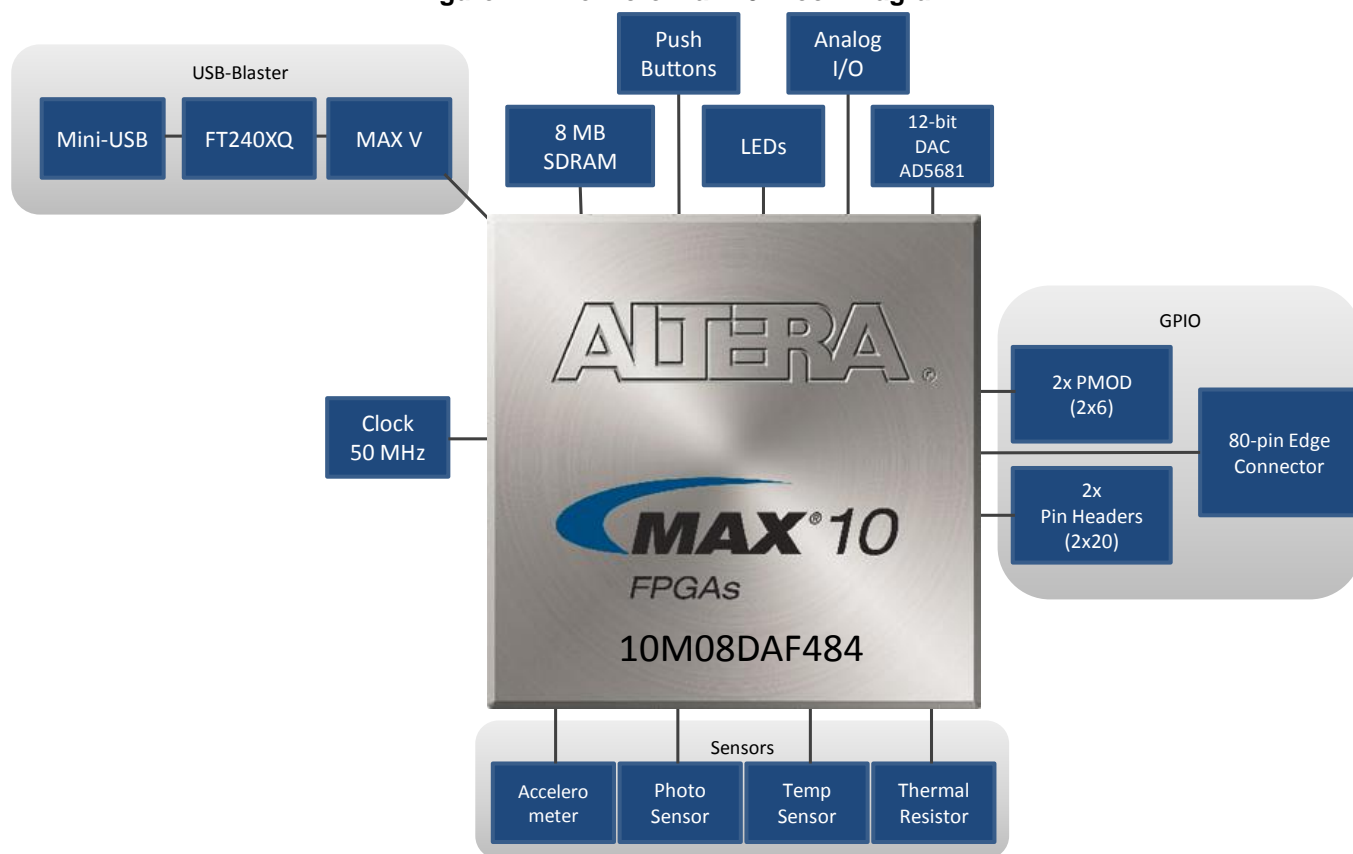 USB-Blaster
Mini-USB
FT240XQ
MAX V
8 MB
SDRAM
Push
Buttons
LEDs
Analog
I/O
12-bit
DAC
AD5681
ALTERA®
Clock
50 MHz
MAX® 10
FPGAs
10M08DAF484
GPIO
2x PMOD
(2x6)
80-pin Edge
Connector
2x
Pin Headers
(2x20)
Sensors
Accelero
meter
Photo
Sensor
Temp
Sensor
Thermal
Resistor